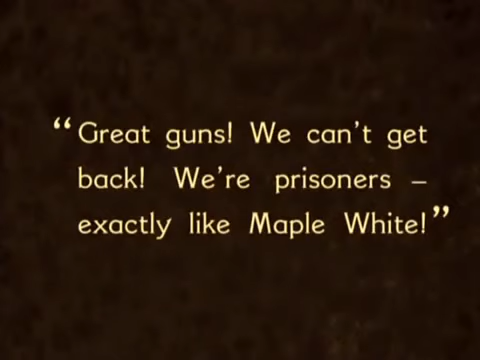 “Great guns! We can’t get
back! We’re prisoners –
exactly like Maple White!”